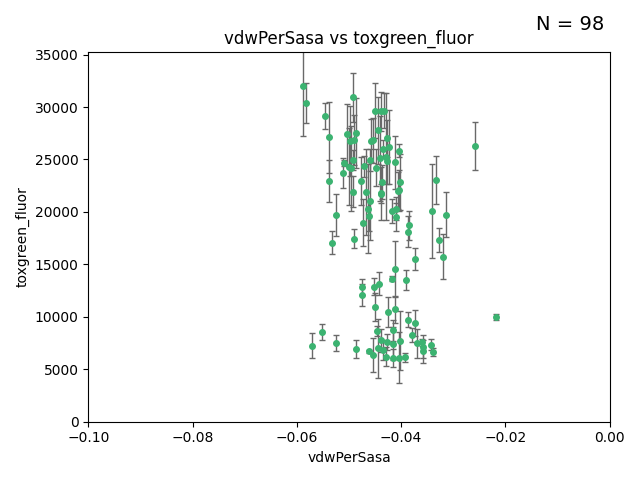 N = 98
vdwPerSasa vs toxgreen_fluor
35000
30000
25000
20000
15000
10000
5000
0
toxgreen_fluor
−0.10 −0.08 −0.06 −0.04 −0.02 0.00
vdwPerSasa